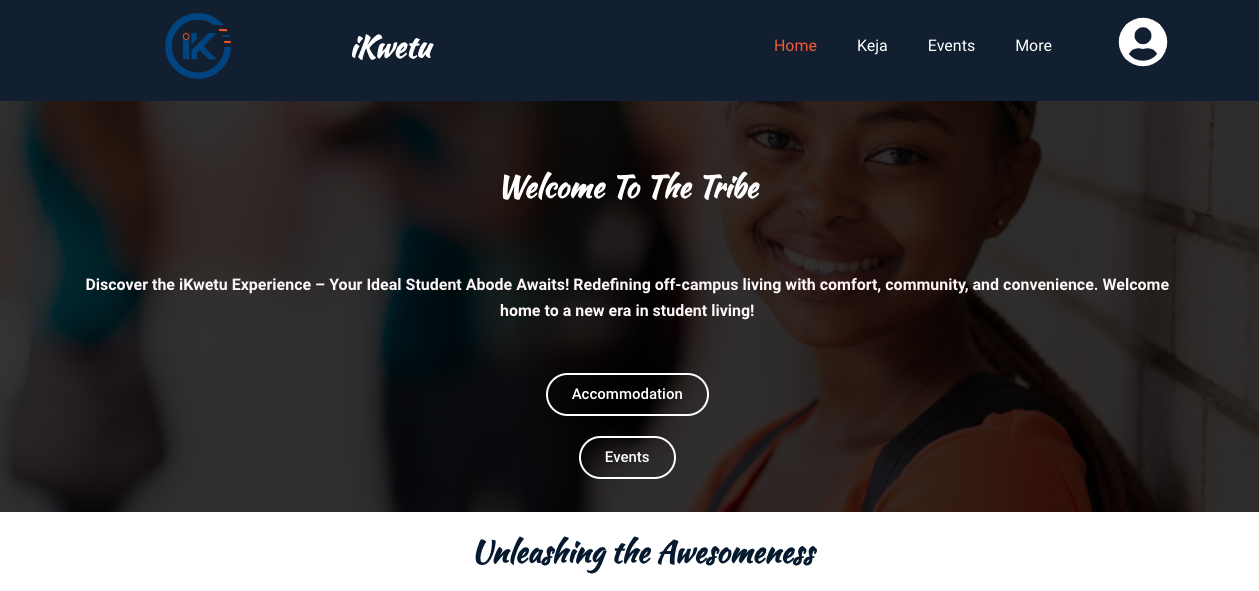 iK
iKwetu
Home
Keja
Events
More
Welcome To The Tribe
Discover the iKwetu Experience – Your Ideal Student Abode Awaits! Redefining off-campus living with comfort, community, and convenience. Welcome
home to a new era in student living!
Accommodation
Events
Unleashing the Awesomeness